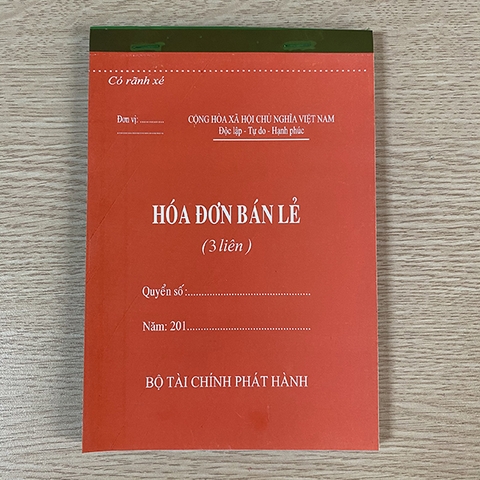 Có rãnh xé
Đơn vị: ............. CỘNG HÒA XÃ HỘI CHỦ NGHĨA VIỆT NAM
................... Độc lập - Tự do - Hạnh phúc
HÓA ĐƠN BÁN LẺ
(3 liên)
Quyển số:.............................................
Năm: 201.............................................
BỘ TÀI CHÍNH PHÁT HÀNH